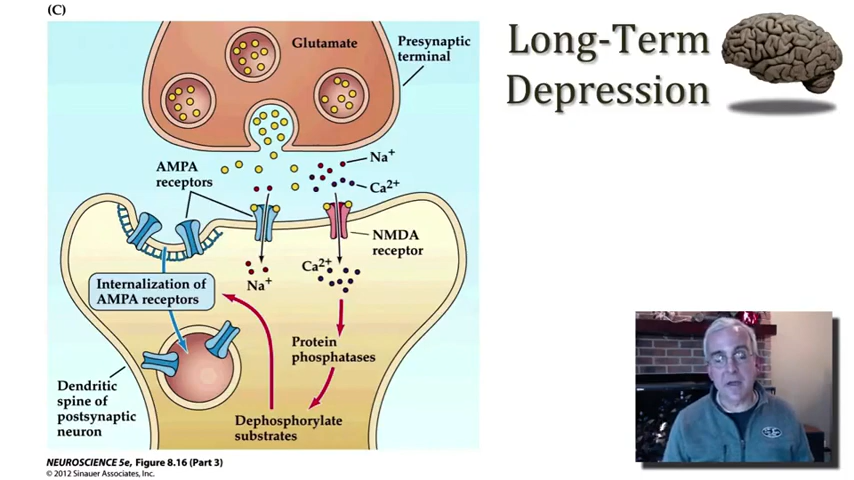 (C)
Long-Term
Depression
Glutamate
Presynaptic
terminal
AMPA
receptors
Na+
Ca2+
NMDA
receptor
Na+
Ca2+
Internalization of
AMPA receptors
Protein
phosphatases
Dendritic
spine of
postsynaptic
neuron
Dephosphorylate
substrates
NEUROSCIENCE 5e, Figure 8.16 (Part 3)
© 2012 Sinauer Associates, Inc.